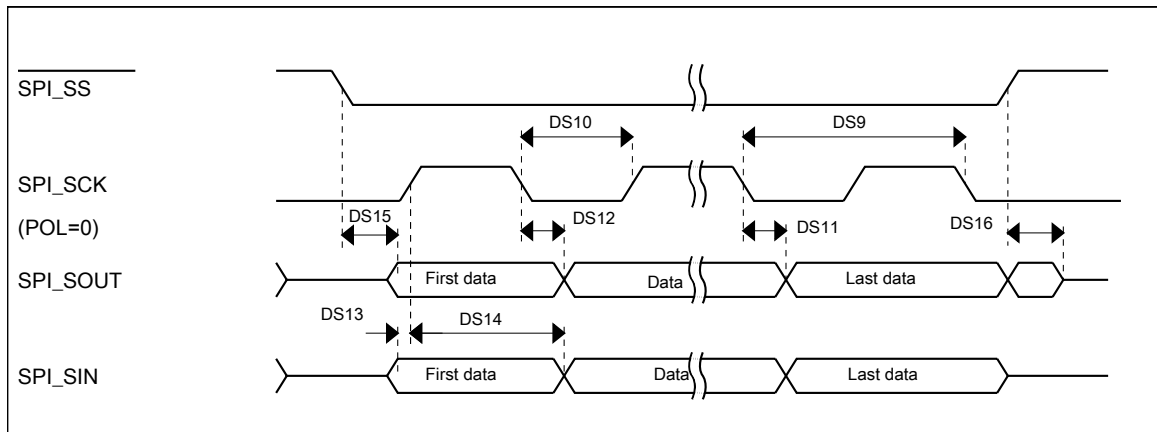 SPI_SS
DS10
DS9
SPI_SCK
(POL=0)
DS15
DS12
DS11
DS16
SPI_SOUT
First data
Data
Last data
DS13
DS14
SPI_SIN
First data
Data
Last data